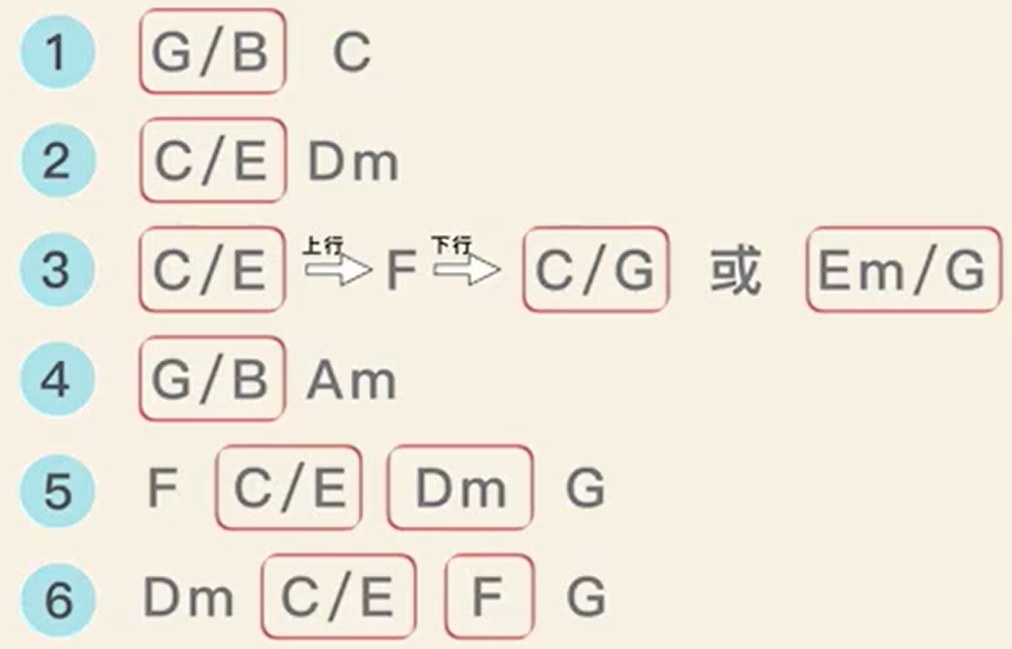 1 G/B C
2 C/E Dm
3 C/E 上行 F 下行 C/G 或 Em/G
4 G/B Am
5 F C/E Dm G
6 Dm C/E F G